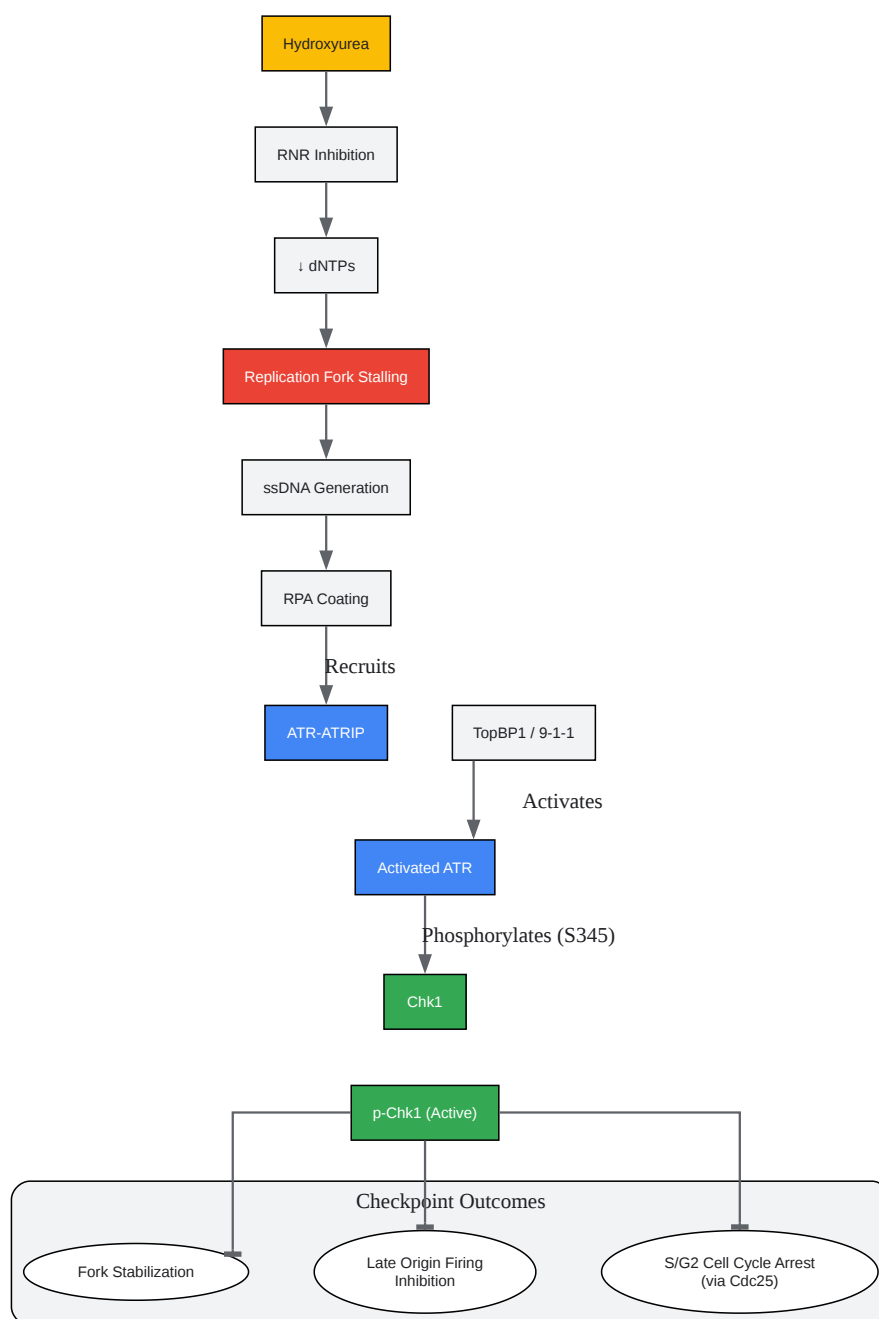 Hydroxyurea
RNR Inhibition
↓ dNTPs
Replication Fork Stalling
ssDNA Generation
RPA Coating
Recruits
ATR-ATRIP
TopBP1 / 9-1-1
Activates
Activated ATR
Phosphorylates (S345)
Chk1
p-Chk1 (Active)
Checkpoint Outcomes
Fork Stabilization
Late Origin Firing
Inhibition
S/G2 Cell Cycle Arrest
(via Cdc25)